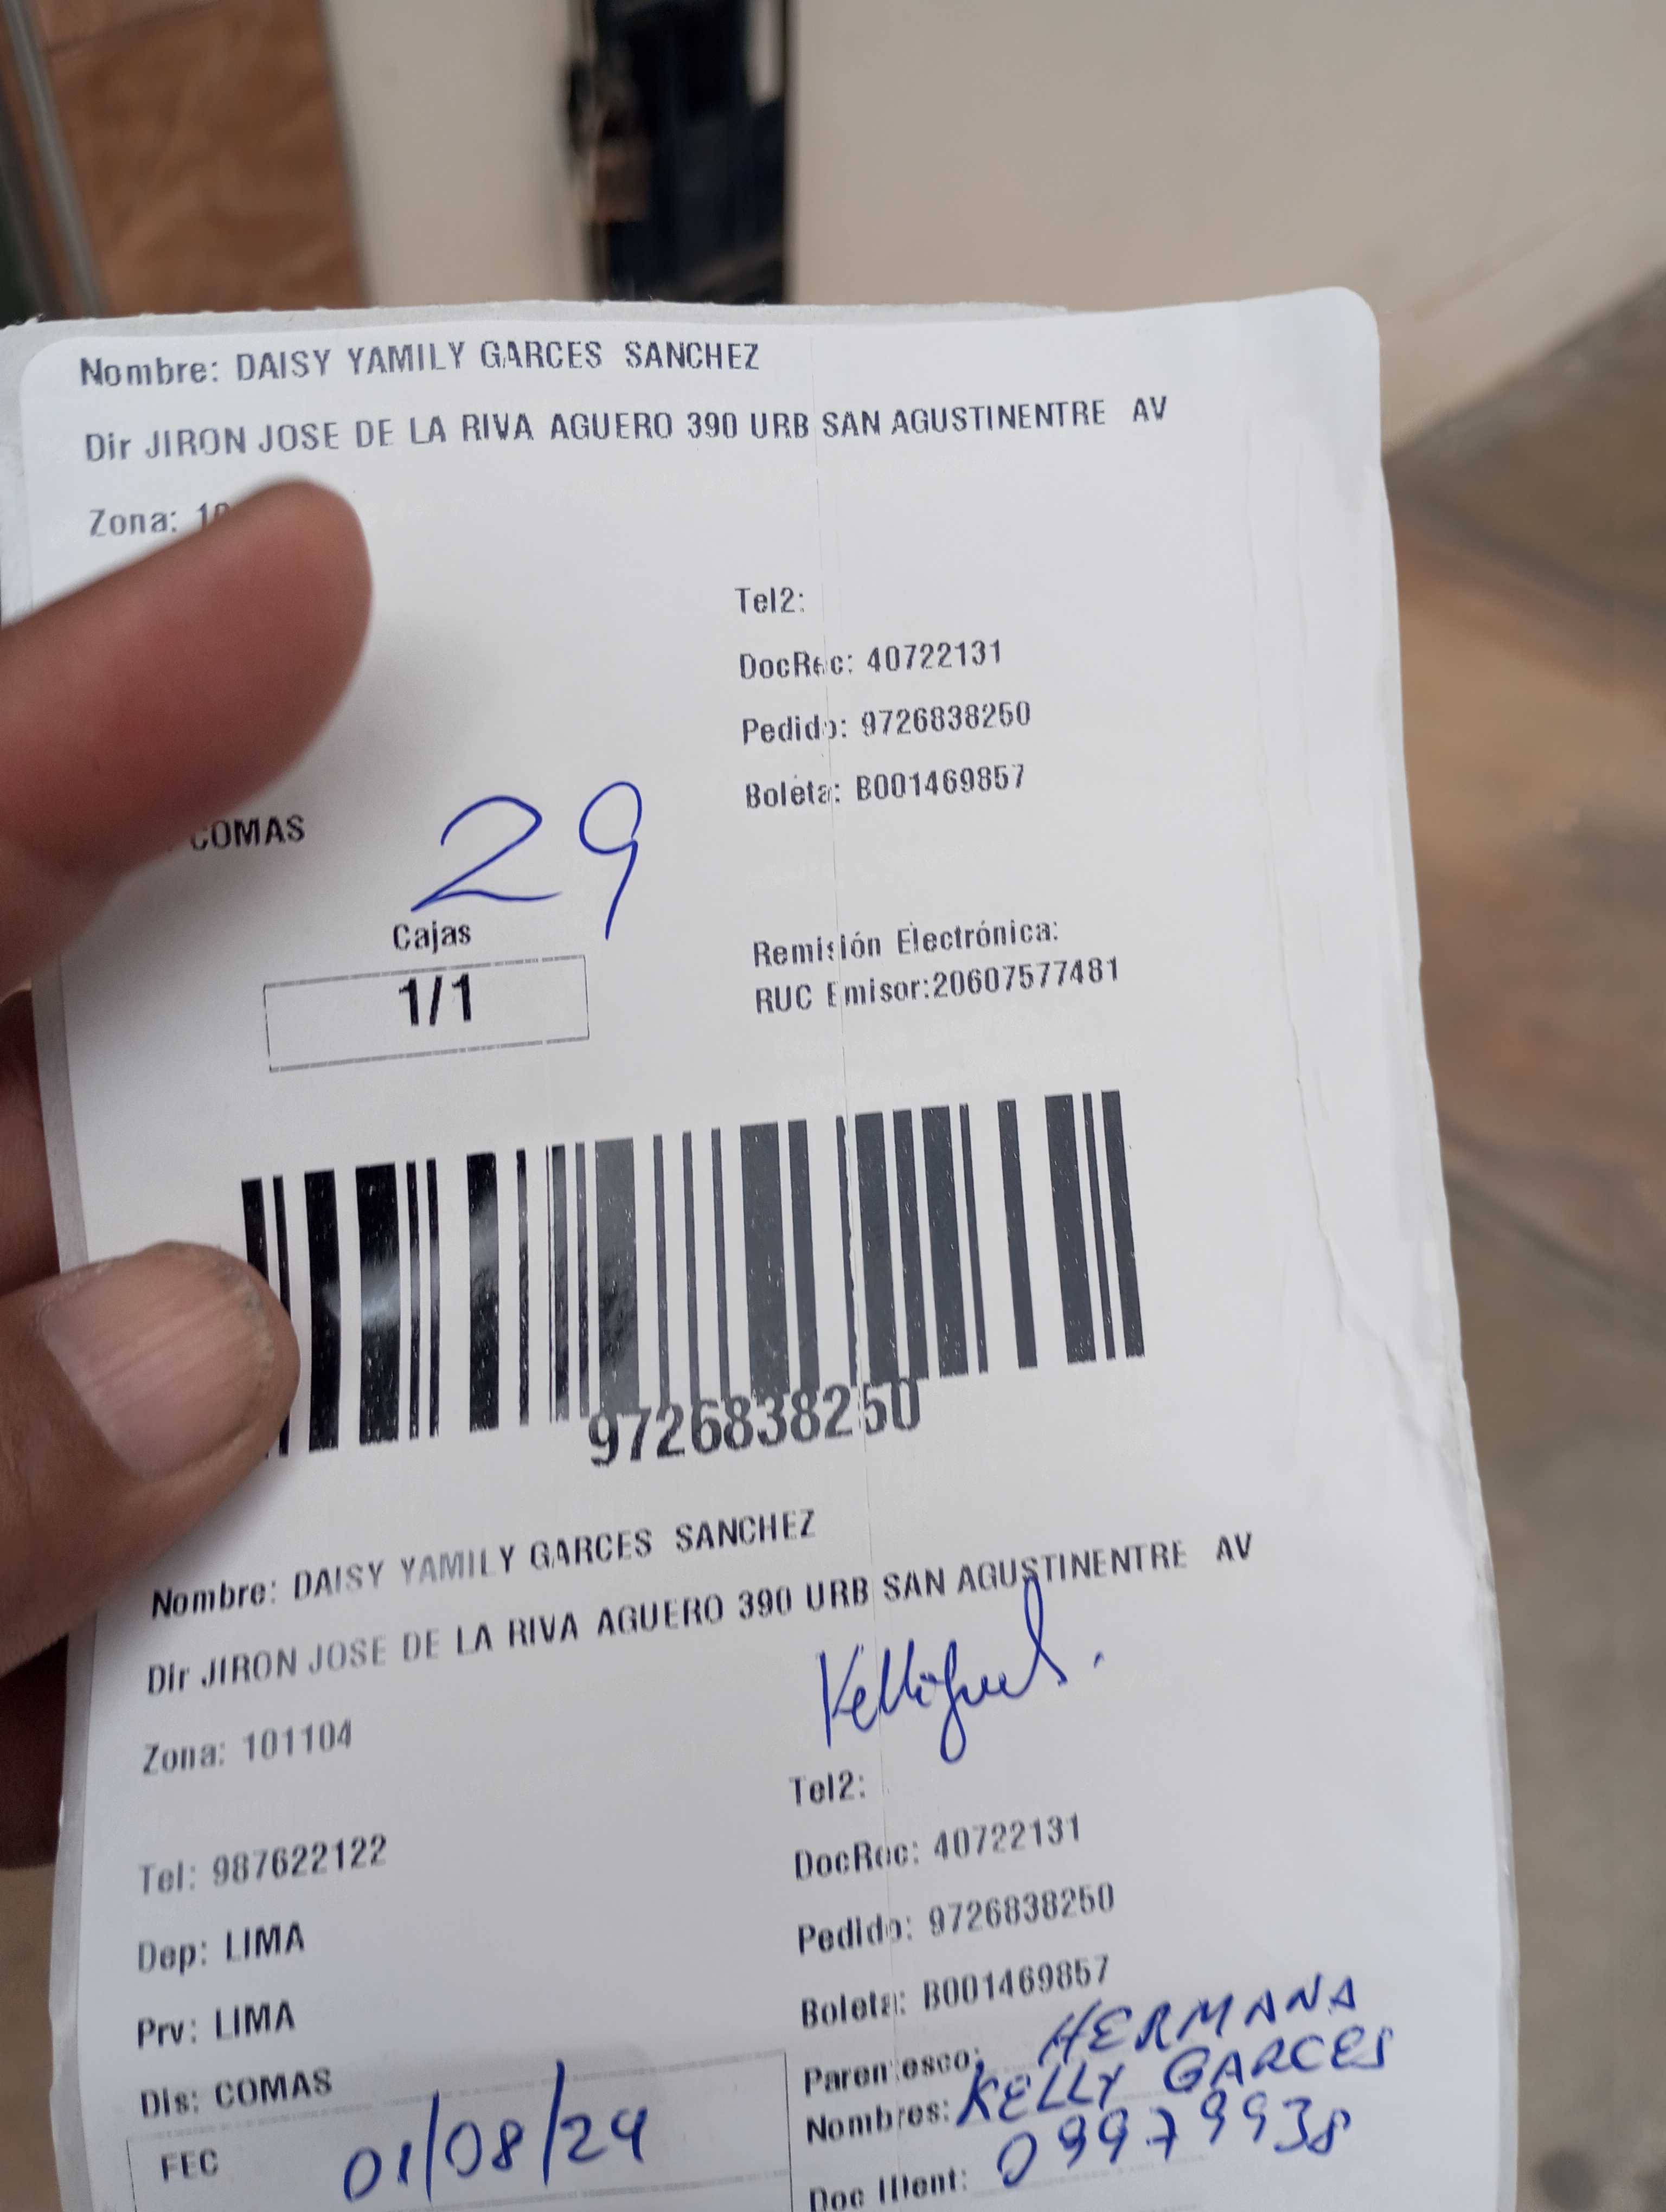 Nombre: DAISY YAMILY GARCES SANCHEZ
Dir JIRON JOSE DE LA RIVA AGUERO 390 URB SAN AGUSTINENTRE AV
Zona:
Tel2:
DocRec: 40722131
Pedido: 9726838250
Boleta: B001469857
COMAS
29
Cajas
1/1
Remisión Electrónica:
RUC Emisor:20607577481
9726838250
Nombre: DAISY YAMILY GARCES SANCHEZ
Dir JIRON JOSE DE LA RIVA AGUERO 390 URB SAN AGUSTINENTRE AV
Zona: 101104
Tel2:
Tel: 987622122
DocRec: 40722131
Dep: LIMA
Pedido: 9726838250
Prv: LIMA
Boleta: B001469857
Dis: COMAS
Parentesco: HERMANA
Nombres: KELLY GARCES
FEC 01/08/24
Doc Ident: 09979938